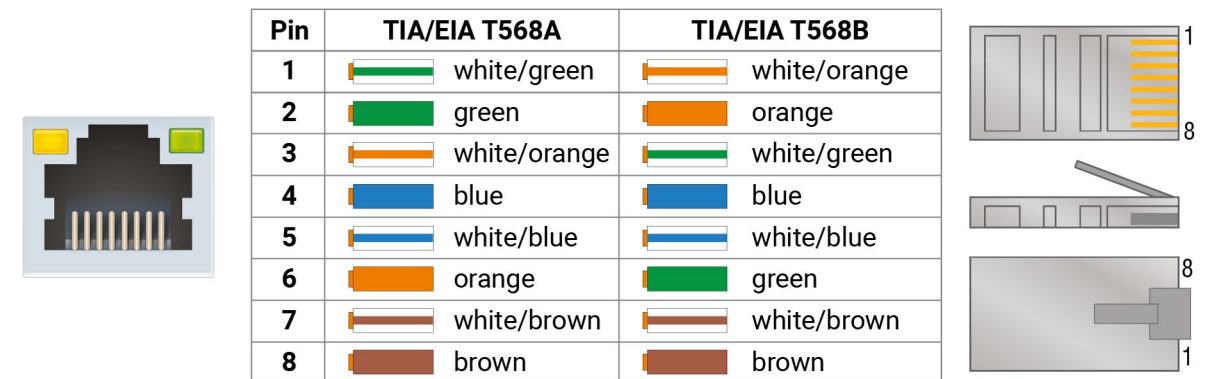 Pin TIA/EIA T568A TIA/EIA T568B
1 white/green white/orange
2 green orange
3 white/orange white/green
4 blue blue
5 white/blue white/blue
6 orange green
7 white/brown white/brown
8 brown brown
1
8
8
1